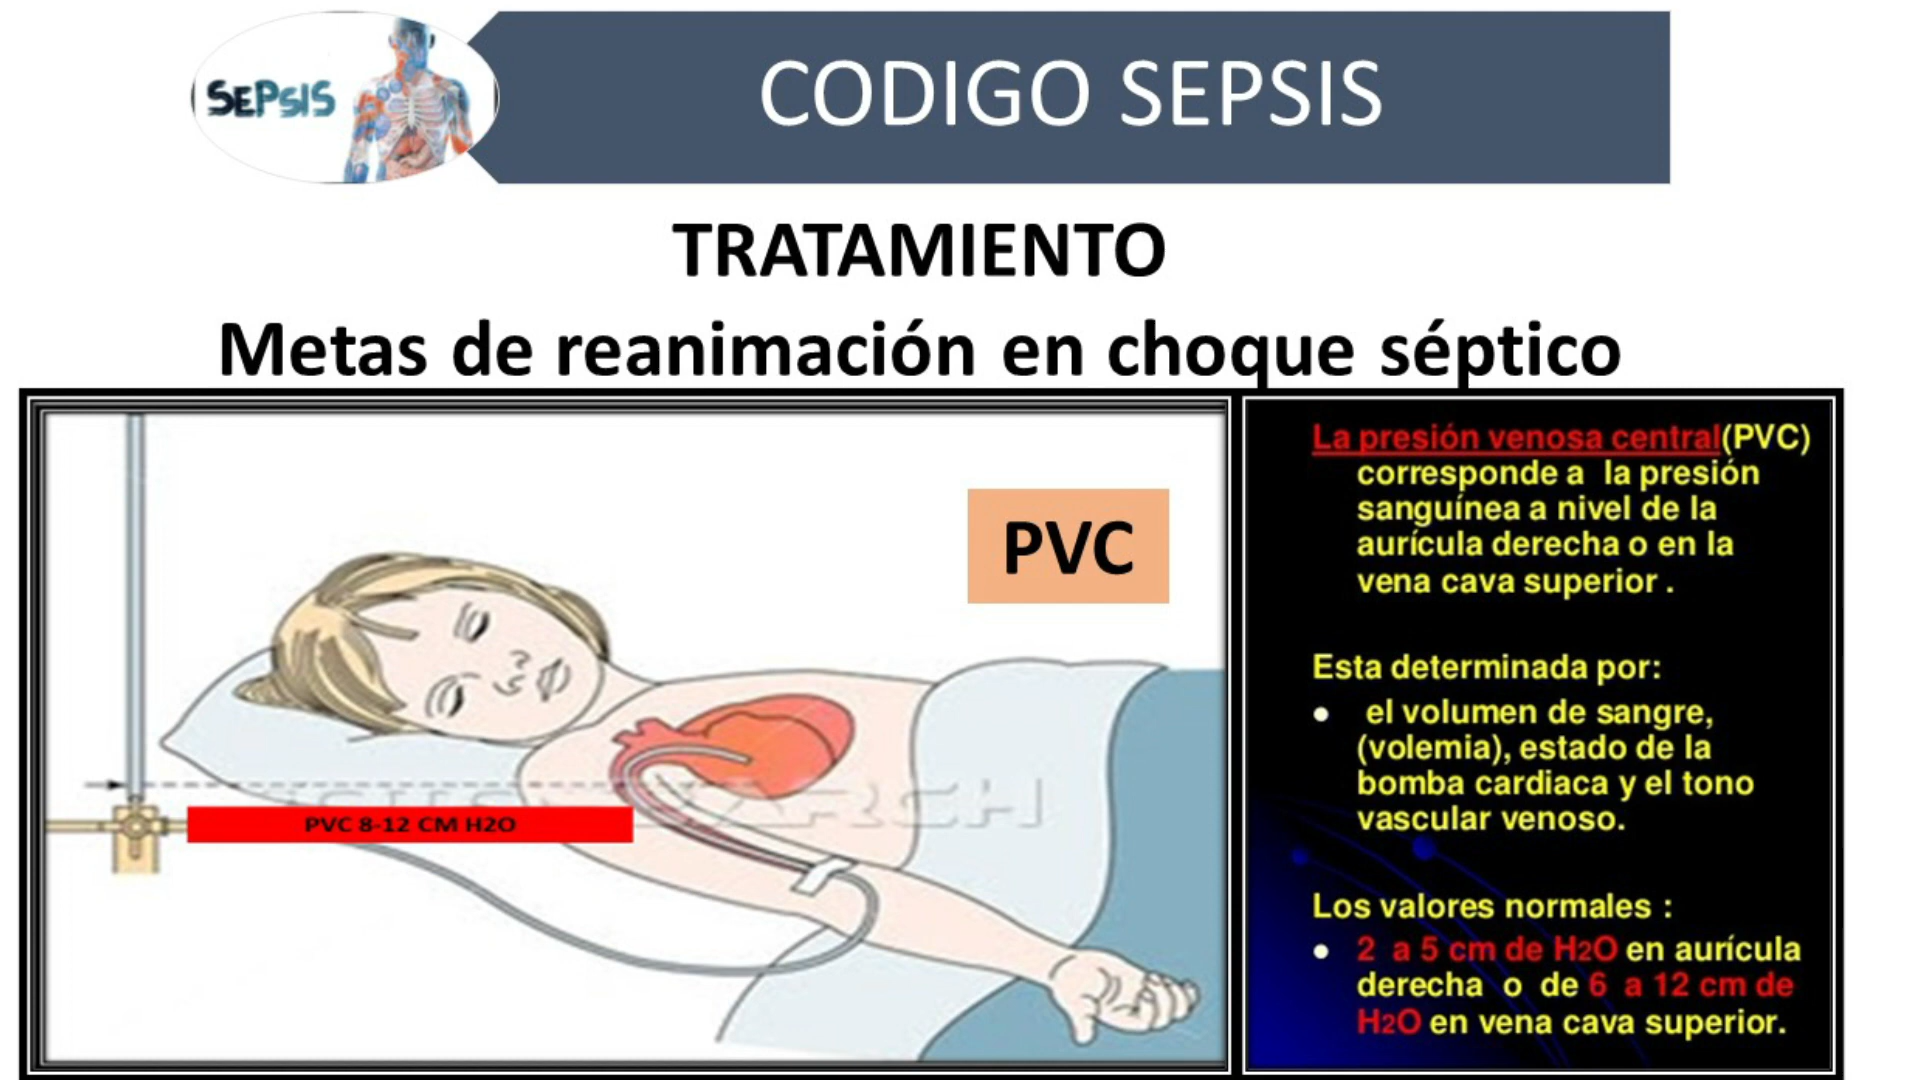 SEPSIS
CODIGO SEPSIS
TRATAMIENTO
Metas de reanimación en choque séptico
PVC
PVC 8-12 CM H2O
La presión venosa central(PVC)
corresponde a la presión
sanguínea a nivel de la
aurícula derecha o en la
vena cava superior .
Esta determinada por:
• el volumen de sangre,
(volemia), estado de la
bomba cardiaca y el tono
vascular venoso.
Los valores normales :
• 2 a 5 cm de H2O en aurícula
derecha o de 6 a 12 cm de
H2O en vena cava superior.